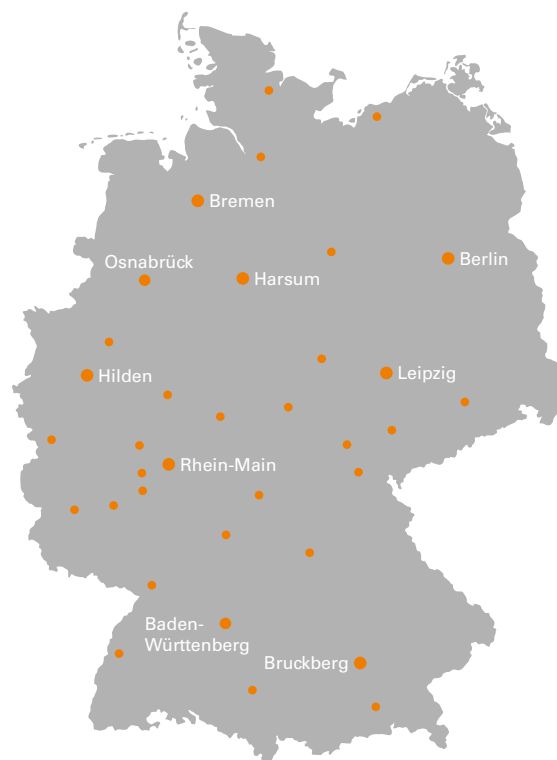 Bremen
Osnabrück
Berlin
Harsum
Leipzig
Hilden
Rhein-Main
Baden-
Württenberg
Bruckberg